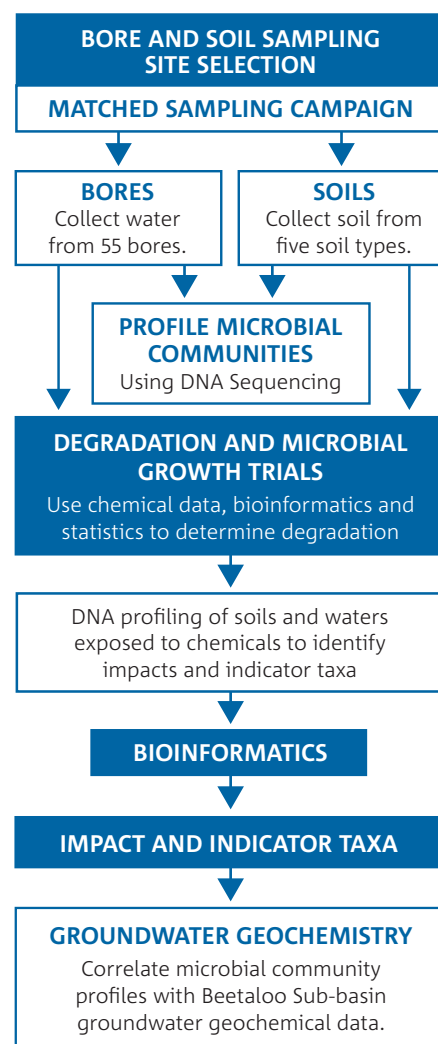 BORE AND SOIL SAMPLING
SITE SELECTION
MATCHED SAMPLING CAMPAIGN
BORES
Collect water
from 55 bores.
SOILS
Collect soil from
five soil types.
PROFILE MICROBIAL
COMMUNITIES
Using DNA Sequencing
DEGRADATION AND MICROBIAL
GROWTH TRIALS
Use chemical data, bioinformatics and
statistics to determine degradation
DNA profiling of soils and waters
exposed to chemicals to identify
impacts and indicator taxa
BIOINFORMATICS
IMPACT AND INDICATOR TAXA
GROUNDWATER GEOCHEMISTRY
Correlate microbial community
profiles with Beetaloo Sub-basin
groundwater geochemical data.